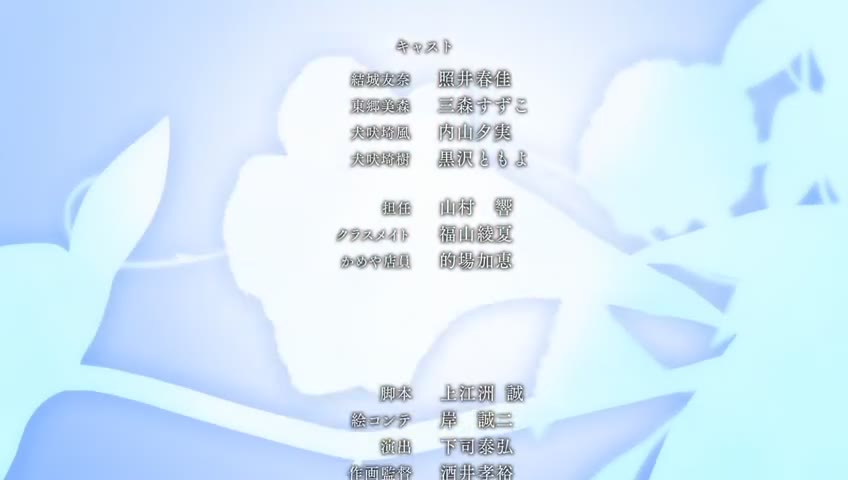 キャスト
結城友奈 照井春佳
東郷美森 三森すずこ
犬吠埼風 内山夕実
犬吠埼樹 黒沢ともよ
担任 山村 響
クラスメイト 福山綾夏
かめや店員 的場加恵
脚本 上江洲 誠
絵コンテ 岸 誠二
演出 下司泰弘
作画監督 酒井孝裕